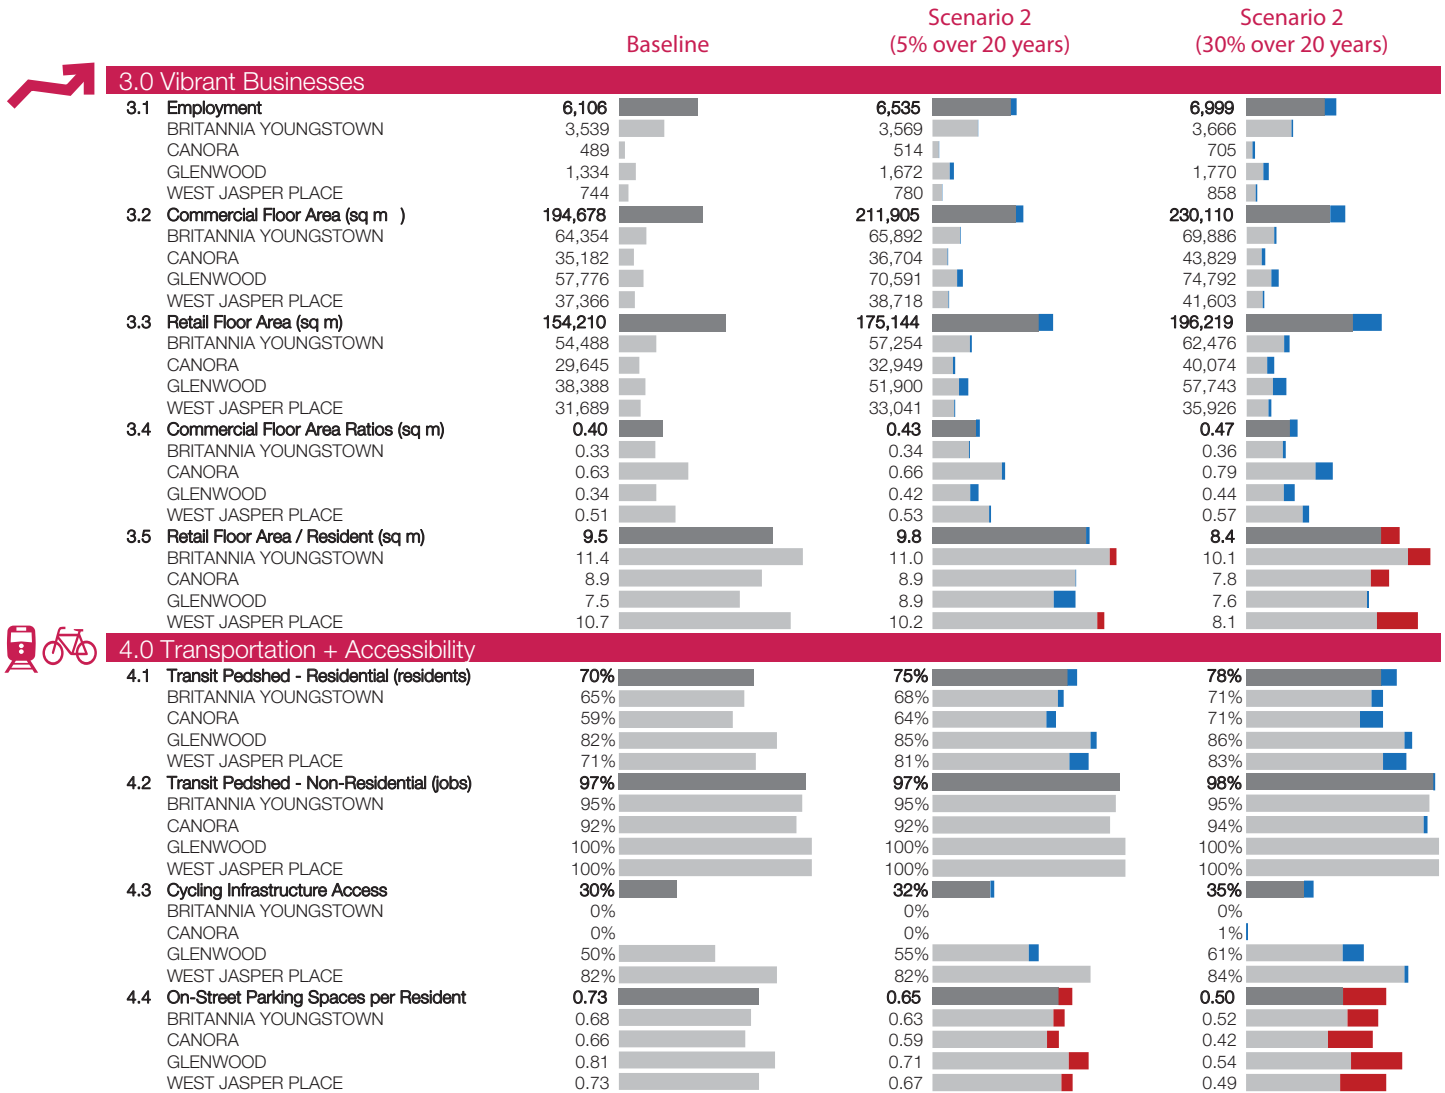 Baseline
Scenario 2
(5% over 20 years)
Scenario 2
(30% over 20 years)
3.0 Vibrant Businesses
3.1 Employment 6,106 6,535 6,999
BRITANNIA YOUNGSTOWN 3,539 3,569 3,666
CANORA 489 514 705
GLENWOOD 1,334 1,672 1,770
WEST JASPER PLACE 744 780 858
3.2 Commercial Floor Area (sq m ) 194,678 211,905 230,110
BRITANNIA YOUNGSTOWN 64,354 65,892 69,886
CANORA 35,182 36,704 43,829
GLENWOOD 57,776 70,591 74,792
WEST JASPER PLACE 37,366 38,718 41,603
3.3 Retail Floor Area (sq m) 154,210 175,144 196,219
BRITANNIA YOUNGSTOWN 54,488 57,254 62,476
CANORA 29,645 32,949 40,074
GLENWOOD 38,388 51,900 57,743
WEST JASPER PLACE 31,689 33,041 35,926
3.4 Commercial Floor Area Ratios (sq m) 0.40 0.43 0.47
BRITANNIA YOUNGSTOWN 0.33 0.34 0.36
CANORA 0.63 0.66 0.79
GLENWOOD 0.34 0.42 0.44
WEST JASPER PLACE 0.51 0.53 0.57
3.5 Retail Floor Area / Resident (sq m) 9.5 9.8 8.4
BRITANNIA YOUNGSTOWN 11.4 11.0 10.1
CANORA 8.9 8.9 7.8
GLENWOOD 7.5 8.9 7.6
WEST JASPER PLACE 10.7 10.2 8.1
4.0 Transportation + Accessibility
4.1 Transit Pedshed - Residential (residents) 70% 75% 78%
BRITANNIA YOUNGSTOWN 65% 68% 71%
CANORA 59% 64% 71%
GLENWOOD 82% 85% 86%
WEST JASPER PLACE 71% 81% 83%
4.2 Transit Pedshed - Non-Residential (jobs) 97% 97% 98%
BRITANNIA YOUNGSTOWN 95% 95% 95%
CANORA 92% 92% 94%
GLENWOOD 100% 100% 100%
WEST JASPER PLACE 100% 100% 100%
4.3 Cycling Infrastructure Access 30% 32% 35%
BRITANNIA YOUNGSTOWN 0% 0% 0%
CANORA 0% 0% 1%
GLENWOOD 50% 55% 61%
WEST JASPER PLACE 82% 82% 84%
4.4 On-Street Parking Spaces per Resident 0.73 0.65 0.50
BRITANNIA YOUNGSTOWN 0.68 0.63 0.52
CANORA 0.66 0.59 0.42
GLENWOOD 0.81 0.71 0.54
WEST JASPER PLACE 0.73 0.67 0.49